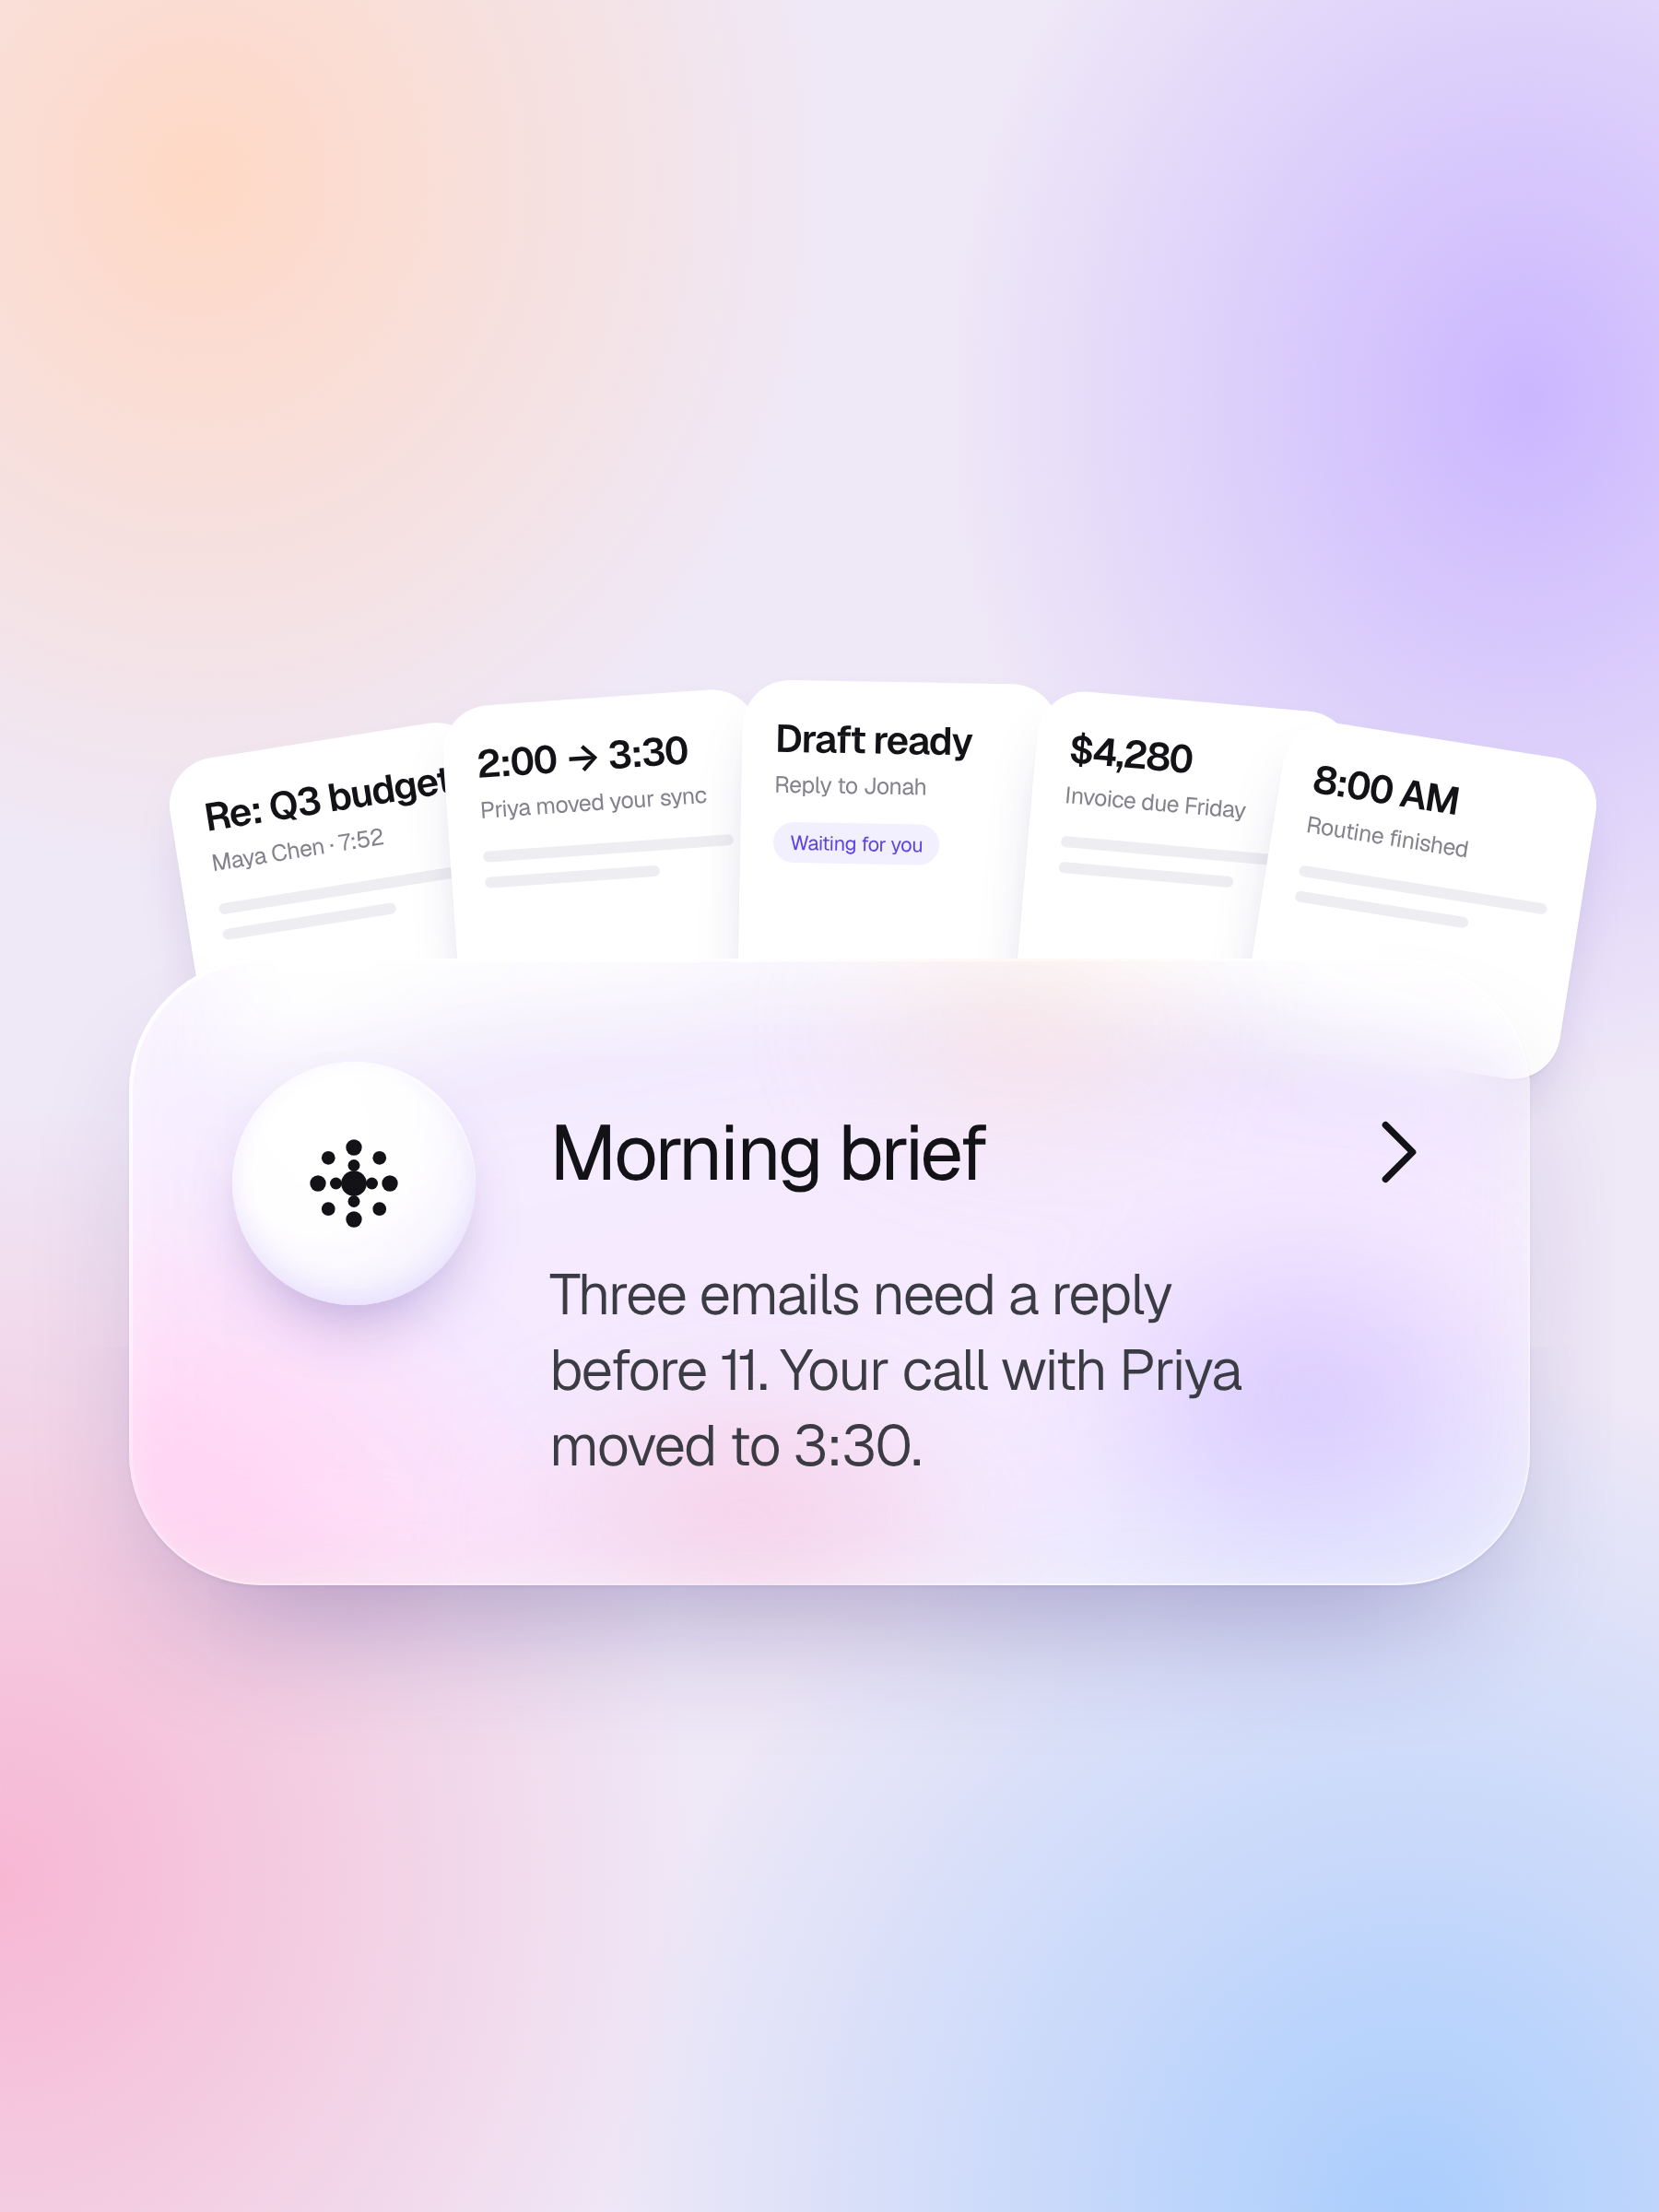 Re: Q3 budget
Maya Chen · 7:52
2:00 → 3:30
Priya moved your sync
Draft ready
Reply to Jonah
Waiting for you
$4,280
Invoice due Friday
8:00 AM
Routine finished
Morning brief
Three emails need a reply
before 11. Your call with Priya
moved to 3:30.